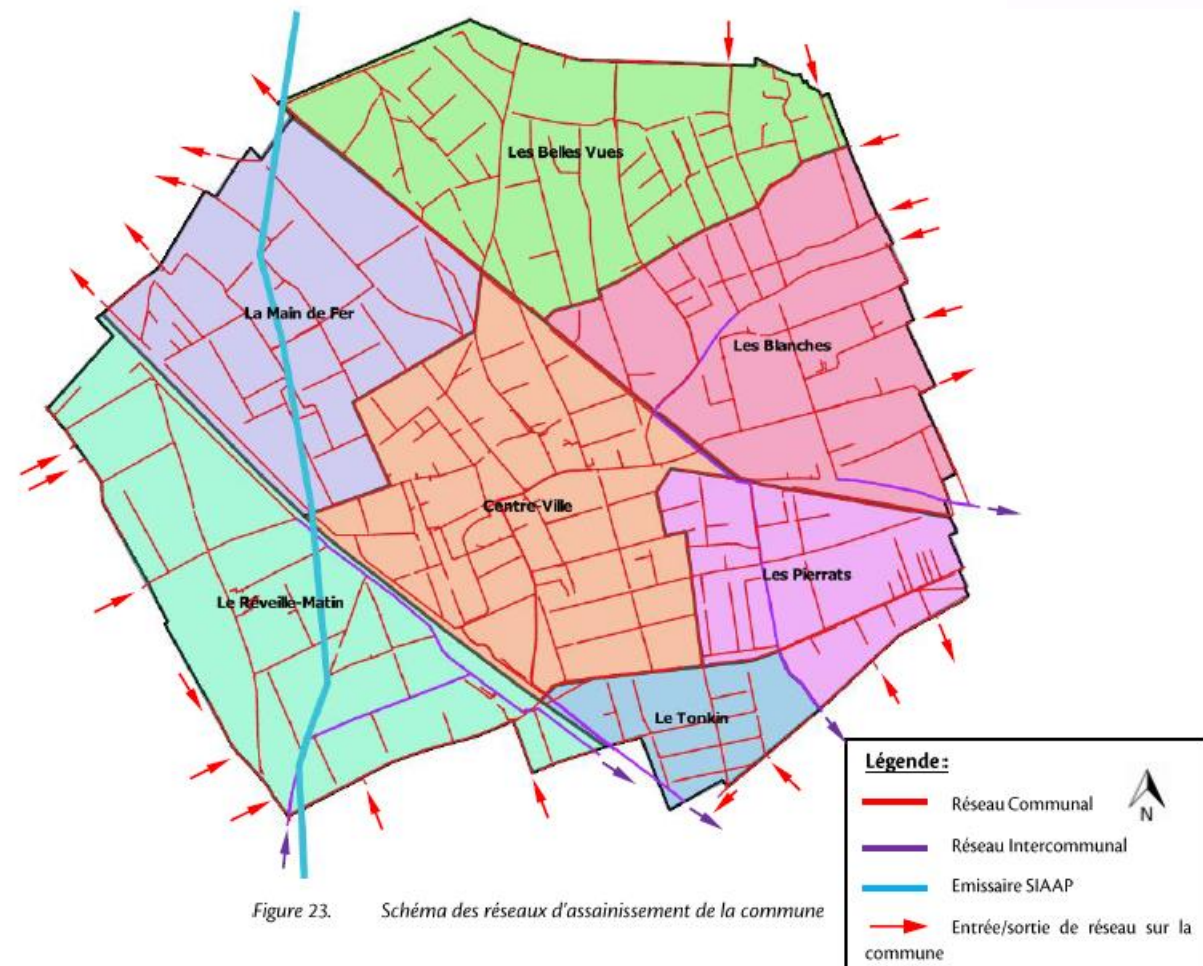 Les Belles Vues
La Main de Fer
Les Blanches
Centre-Ville
Les Pierrats
Le Réveille-Matin
Le Tonkin
Légende :
N
Réseau Communal
Réseau Intercommunal
Emissaire SIAAP
Entrée/sortie de réseau sur la
commune
Figure 23. Schéma des réseaux d'assainissement de la commune